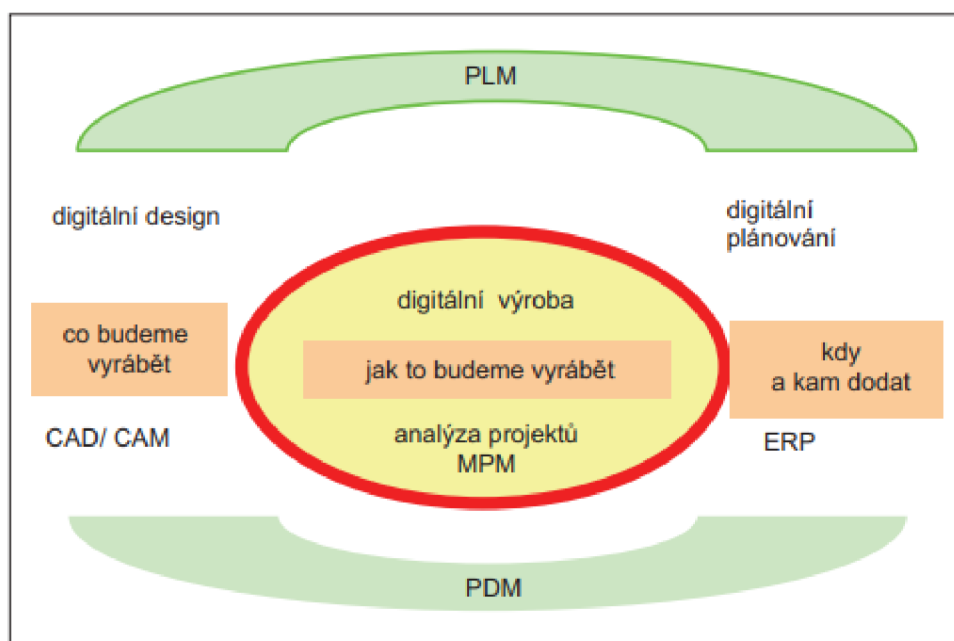 PLM
digitální design
digitální
plánování
digitální výroba
co budeme
vyrábět
jak to budeme vyrábět
kdy
a kam dodat
CAD/ CAM
analýza projektů
MPM
ERP
PDM